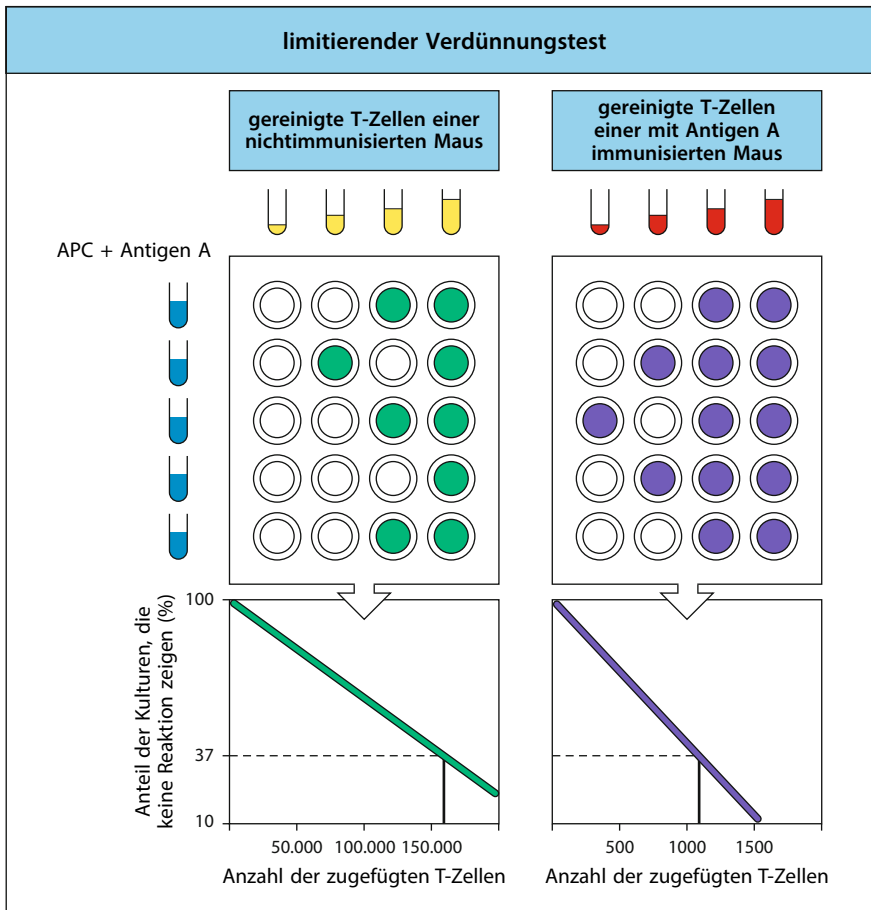 limitierender Verdünnungstest
gereinigte T-Zellen einer
nichtimmunisierten Maus
gereinigte T-Zellen
einer mit Antigen A
immunisierten Maus
APC + Antigen A
Anteil der Kulturen, die
keine Reaktion zeigen (%)
100
37
10
50.000 100.000 150.000
Anzahl der zugefügten T-Zellen
500 1000 1500
Anzahl der zugefügten T-Zellen